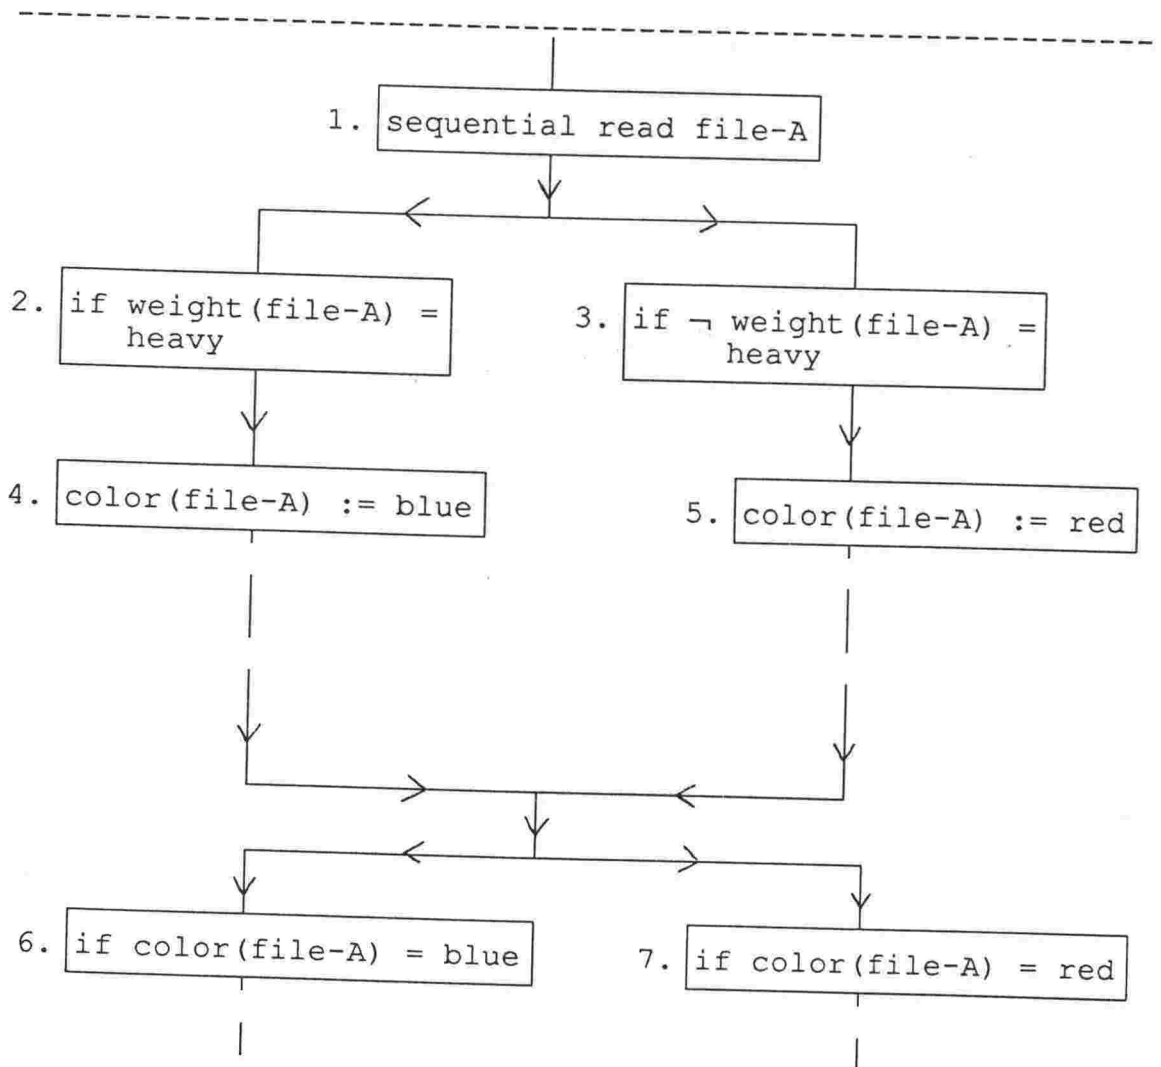 1. sequential read file-A
2. if weight(file-A) =
heavy
3. if ¬ weight(file-A) =
heavy
4. color(file-A) := blue
5. color(file-A) := red
6. if color(file-A) = blue
7. if color(file-A) = red